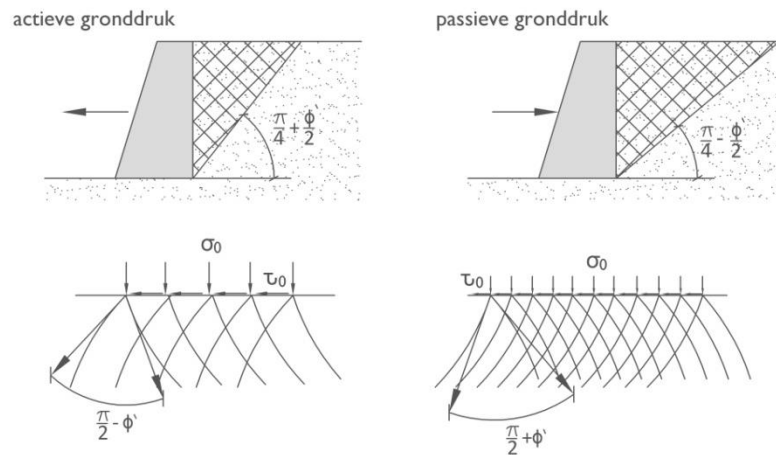 actieve gronddruk
passieve gronddruk
π/4 + ϕ`/2
π/4 - ϕ`/2
σ₀
τ₀
τ₀
σ₀
π/2 - ϕ`
π/2 + ϕ`